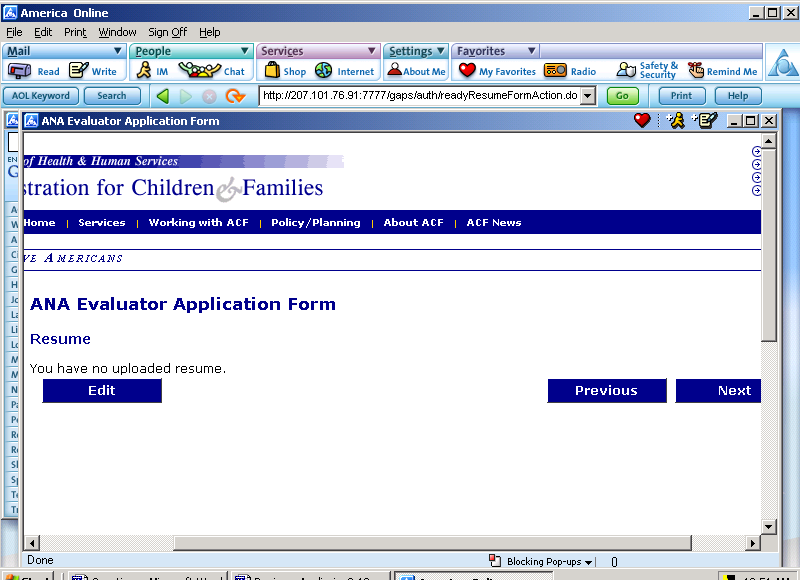 America Online
File Edit Print Window Sign Off Help
Mail People Services Settings Favorites
Read Write IM Chat Shop Internet About Me My Favorites Radio Safety & Security Remind Me
AOL Keyword Search http://207.101.76.91:7777/gaps/auth/readyResumeFormAction.do Go Print Help
ANA Evaluator Application Form
of Health & Human Services
stration for Children & Families
Home | Services | Working with ACF | Policy/Planning | About ACF | ACF News
VE AMERICANS
ANA Evaluator Application Form
Resume
You have no uploaded resume.
Edit Previous Next
Done Blocking Pop-ups 0